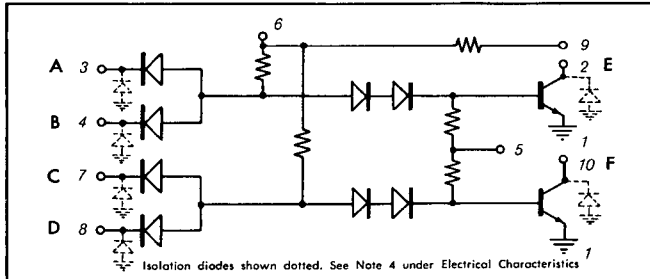 6
A 3
9
2 E
B 4
1
5
C 7
10 F
D 8
1
Isolation diodes shown dotted. See Note 4 under Electrical Characteristics